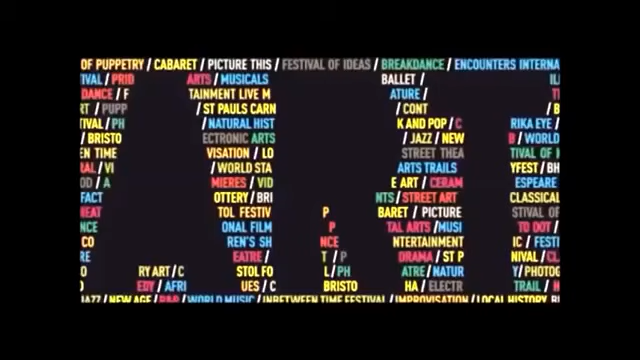 OF PUPPETRY / CABARET / PICTURE THIS / FESTIVAL OF IDEAS / BREAKDANCE / ENCOUNTERS INTERNA
IVAL / PRID ARTS / MUSICALS BALLET /
DANCE / F TAINMENT LIVE M ATURE /
RT / PUPP / ST PAULS CARN / CONT / B
TIVAL / PH / NATURAL HIST K AND POP / C RIKA EYE /
/ BRISTO ECTRONIC ARTS / JAZZ / NEW B / WORLD
EN TIME VISATION / LO STREET THEA TIVAL OF
RAL / VI / WORLD STA ARTS TRAILS YFEST / BH
OD / A MIERES / VID E ART / CERAM ESPEARE
FACT OTTERY / BRI NTS / STREET ART CLASSICAL
HEAT TOL FESTIV P BARET / PICTURE STIVAL OF
NCE ONAL FILM P TAL ARTS / MUSI TO DOT /
CO REN'S SH NCE NTERTAINMENT IC / FESTI
RE EATRE / T / P DRAMA / ST P NIVAL /
RY ART / C STOL FO L / PH ATRE / NATUR Y / PHOTOG
EDY / AFRI UES / C BRISTO HA / ELECTR TRAIL /
JAZZ / NEW AGE / R&B / WORLD MUSIC / INBETWEEN TIME FESTIVAL / IMPROVISATION / LOCAL HISTORY